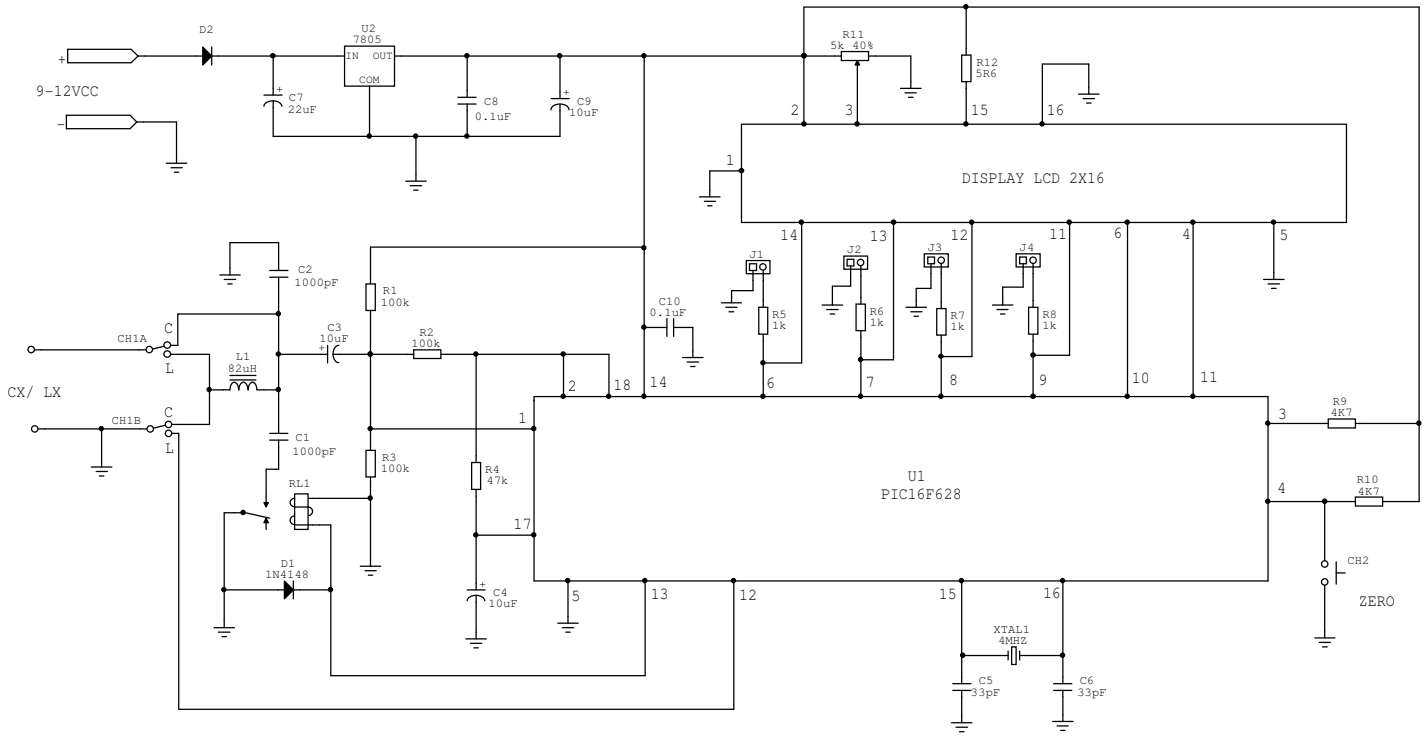 D2
U2
7805
IN OUT
COM
+
9-12VCC
−
C7
22uF
+
C8
0.1uF
C9
10uF
+
R11
5k 40%
R12
5R6
2
3
15
16
1
DISPLAY LCD 2X16
14
13
12
11
6
4
5
J1
J2
J3
J4
R5
1k
R6
1k
R7
1k
R8
1k
C10
0.1uF
C2
1000pF
R1
100k
C3
10uF
+
R2
100k
CH1A
C
L
L1
82uH
CX/ LX
CH1B
C
L
C1
1000pF
R3
100k
R4
47k
RL1
D1
1N4148
C4
10uF
+
2
18
14
6
7
8
9
10
11
1
17
3
4
U1
PIC16F628
R9
4K7
R10
4K7
CH2
ZERO
5
13
12
15
16
XTAL1
4MHZ
C5
33pF
C6
33pF